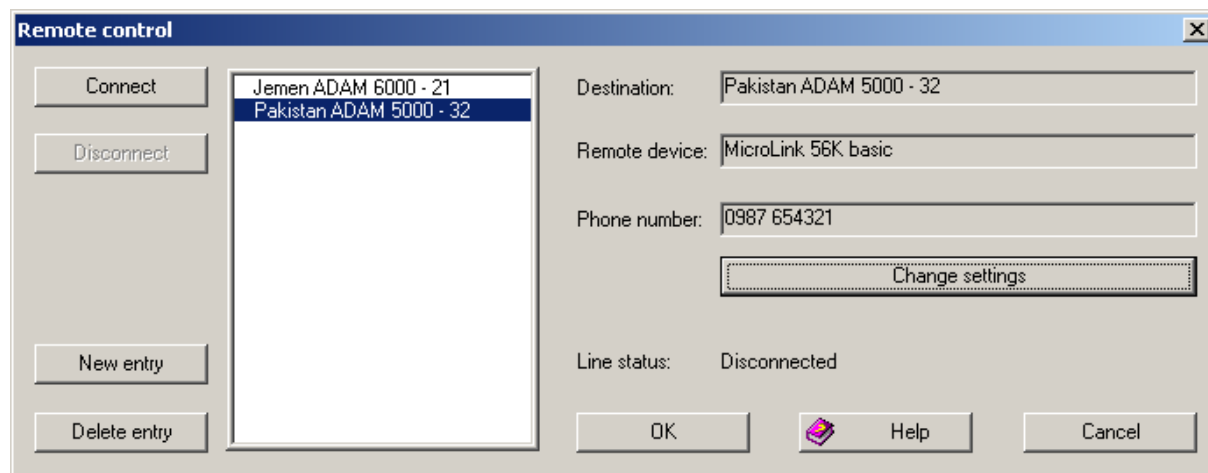 Remote control
Connect
Disconnect
New entry
Delete entry
Jemen ADAM 6000 - 21
Pakistan ADAM 5000 - 32
Destination: Pakistan ADAM 5000 - 32
Remote device: MicroLink 56K basic
Phone number: 0987 654321
Change settings
Line status: Disconnected
OK Help Cancel